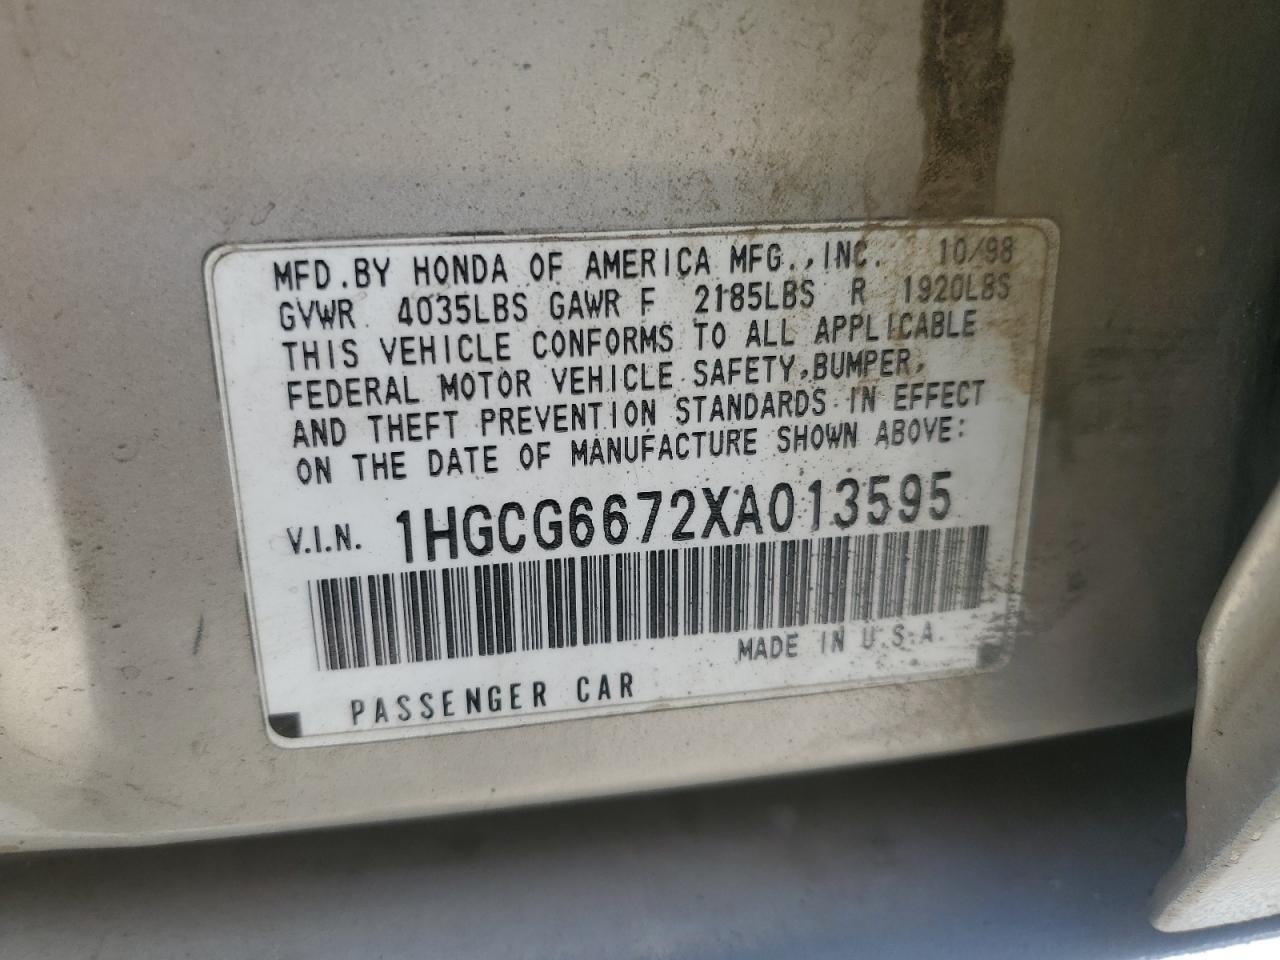 MFD.BY HONDA OF AMERICA MFG.,INC. 10/98
GVWR 4035LBS GAWR F 2185LBS R 1920LBS
THIS VEHICLE CONFORMS TO ALL APPLICABLE
FEDERAL MOTOR VEHICLE SAFETY,BUMPER,
AND THEFT PREVENTION STANDARDS IN EFFECT
ON THE DATE OF MANUFACTURE SHOWN ABOVE:
V.I.N. 1HGCG6672XA013595
MADE IN U.S.A.
PASSENGER CAR